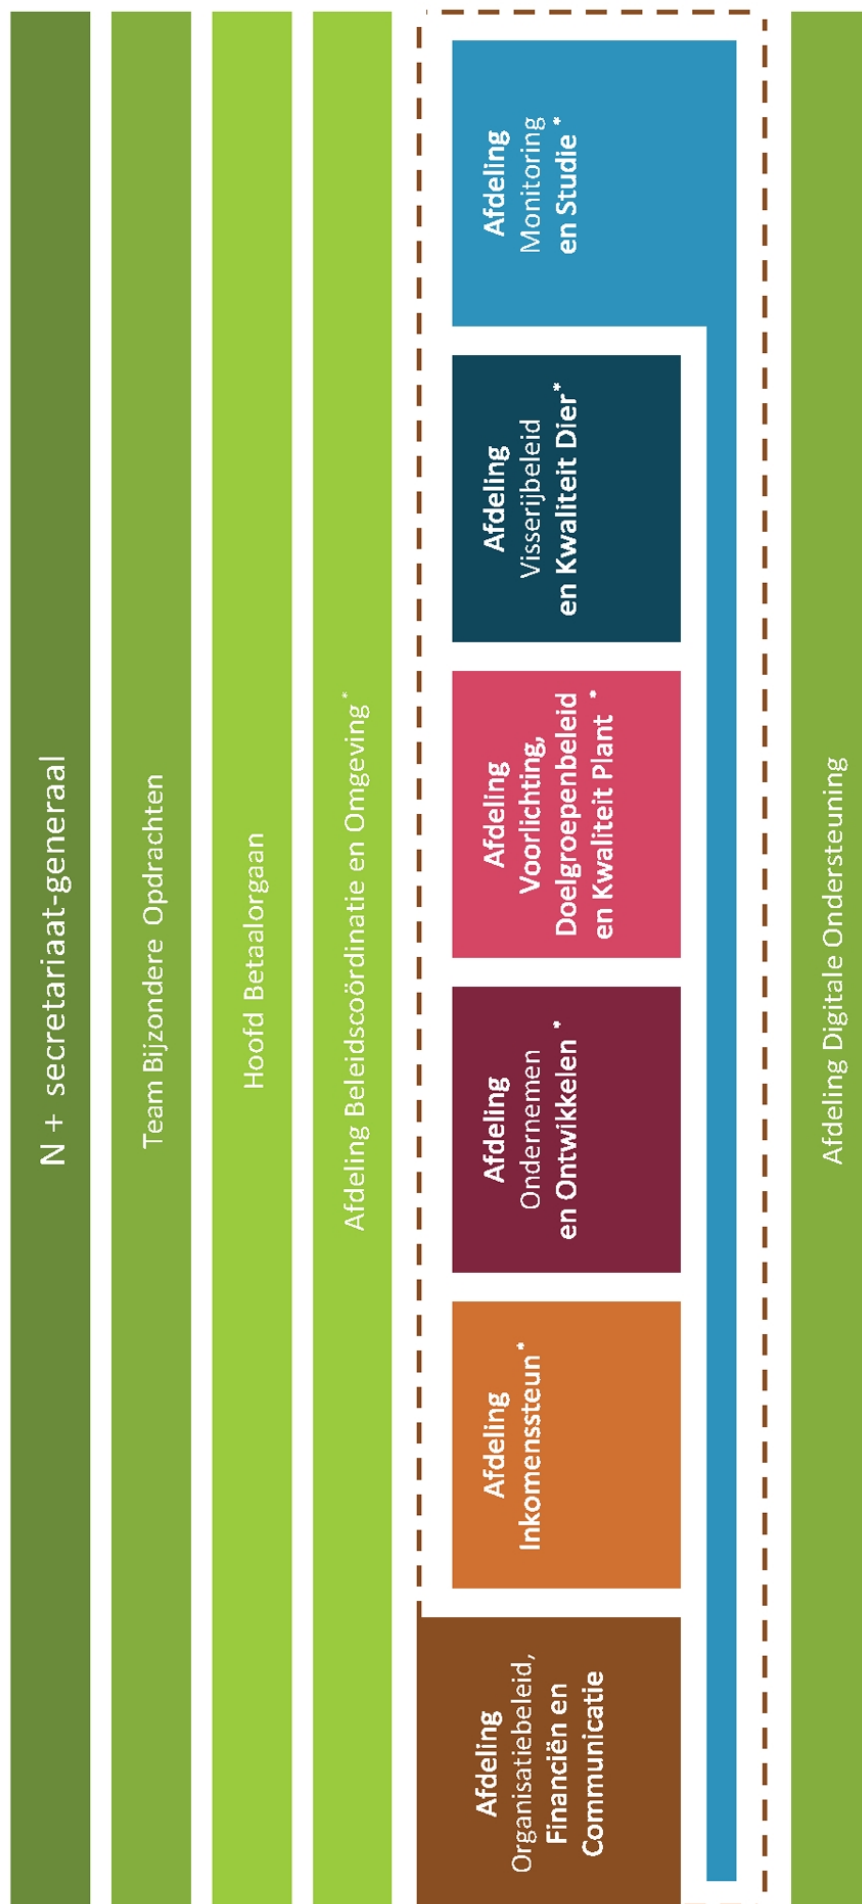 N + secretariaat-generaal
Team Bijzondere Opdrachten
Hoofd Betaalorgaan
Afdeling Beleidscoördinatie en Omgeving*
Afdeling
Organisatiebeleid,
Financiën en
Communicatie
Afdeling
Inkomenssteun*
Afdeling
Ondernemen
en Ontwikkelen *
Afdeling
Voorlichting,
Doelgroepenbeleid
en Kwaliteit Plant *
Afdeling
Visserijbeleid
en Kwaliteit Dier*
Afdeling
Monitoring
en Studie *
Afdeling Digitale Ondersteuning